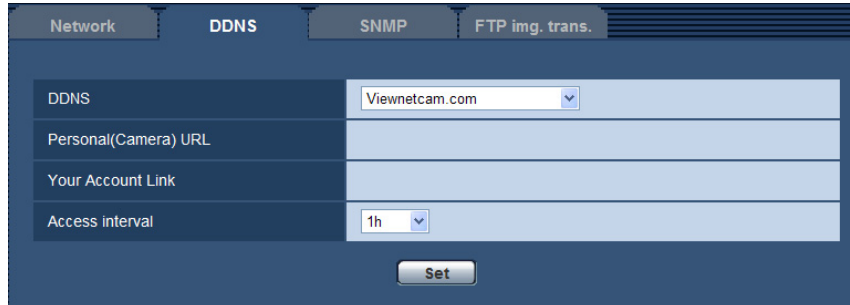 Network DDNS SNMP FTP img. trans.
DDNS Viewnetcam.com
Personal(Camera) URL
Your Account Link
Access interval 1h
Set